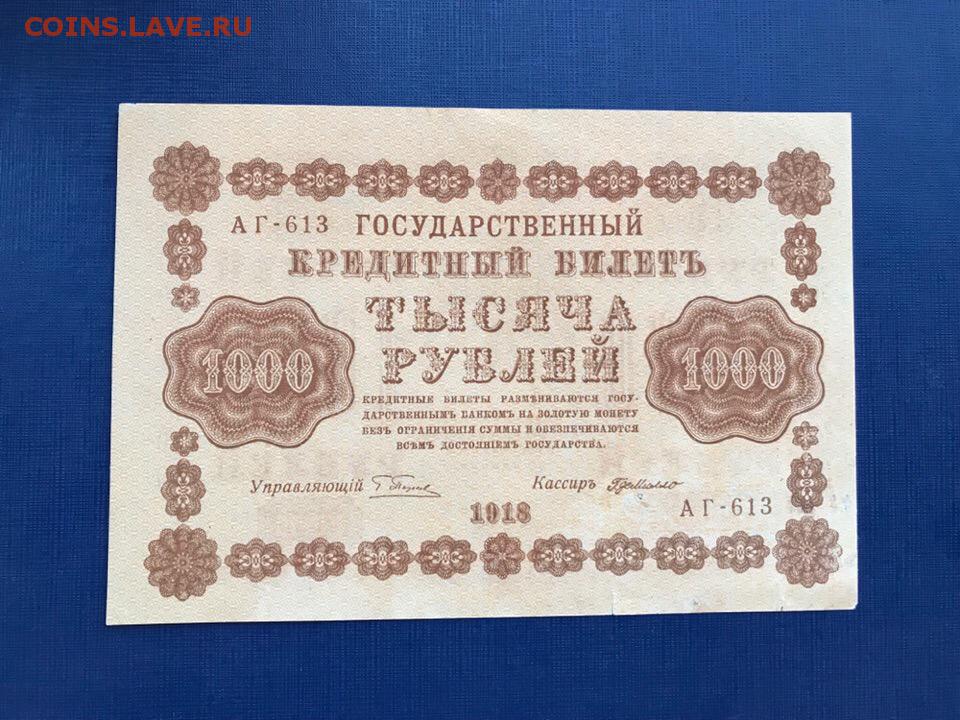 COINS.LAVE.RU
АГ-613 ГОСУДАРСТВЕННЫЙ
КРЕДИТНЫЙ БИЛЕТЪ
ТЫСЯЧА
РУБЛЕЙ
1000
1000
КРЕДИТНЫЕ БИЛЕТЫ РАЗМѢНИВАЮТСЯ ГОСУ-
ДАРСТВЕННЫМЪ БАНКОМЪ НА ЗОЛОТУЮ МОНЕТУ
БЕЗЪ ОГРАНИЧЕНІЯ СУММЫ И ОБЕЗПЕЧИВАЮТСЯ
ВСѢМЪ ДОСТОЯНІЕМЪ ГОСУДАРСТВА.
Управляющій
Кассиръ
1918
АГ-613